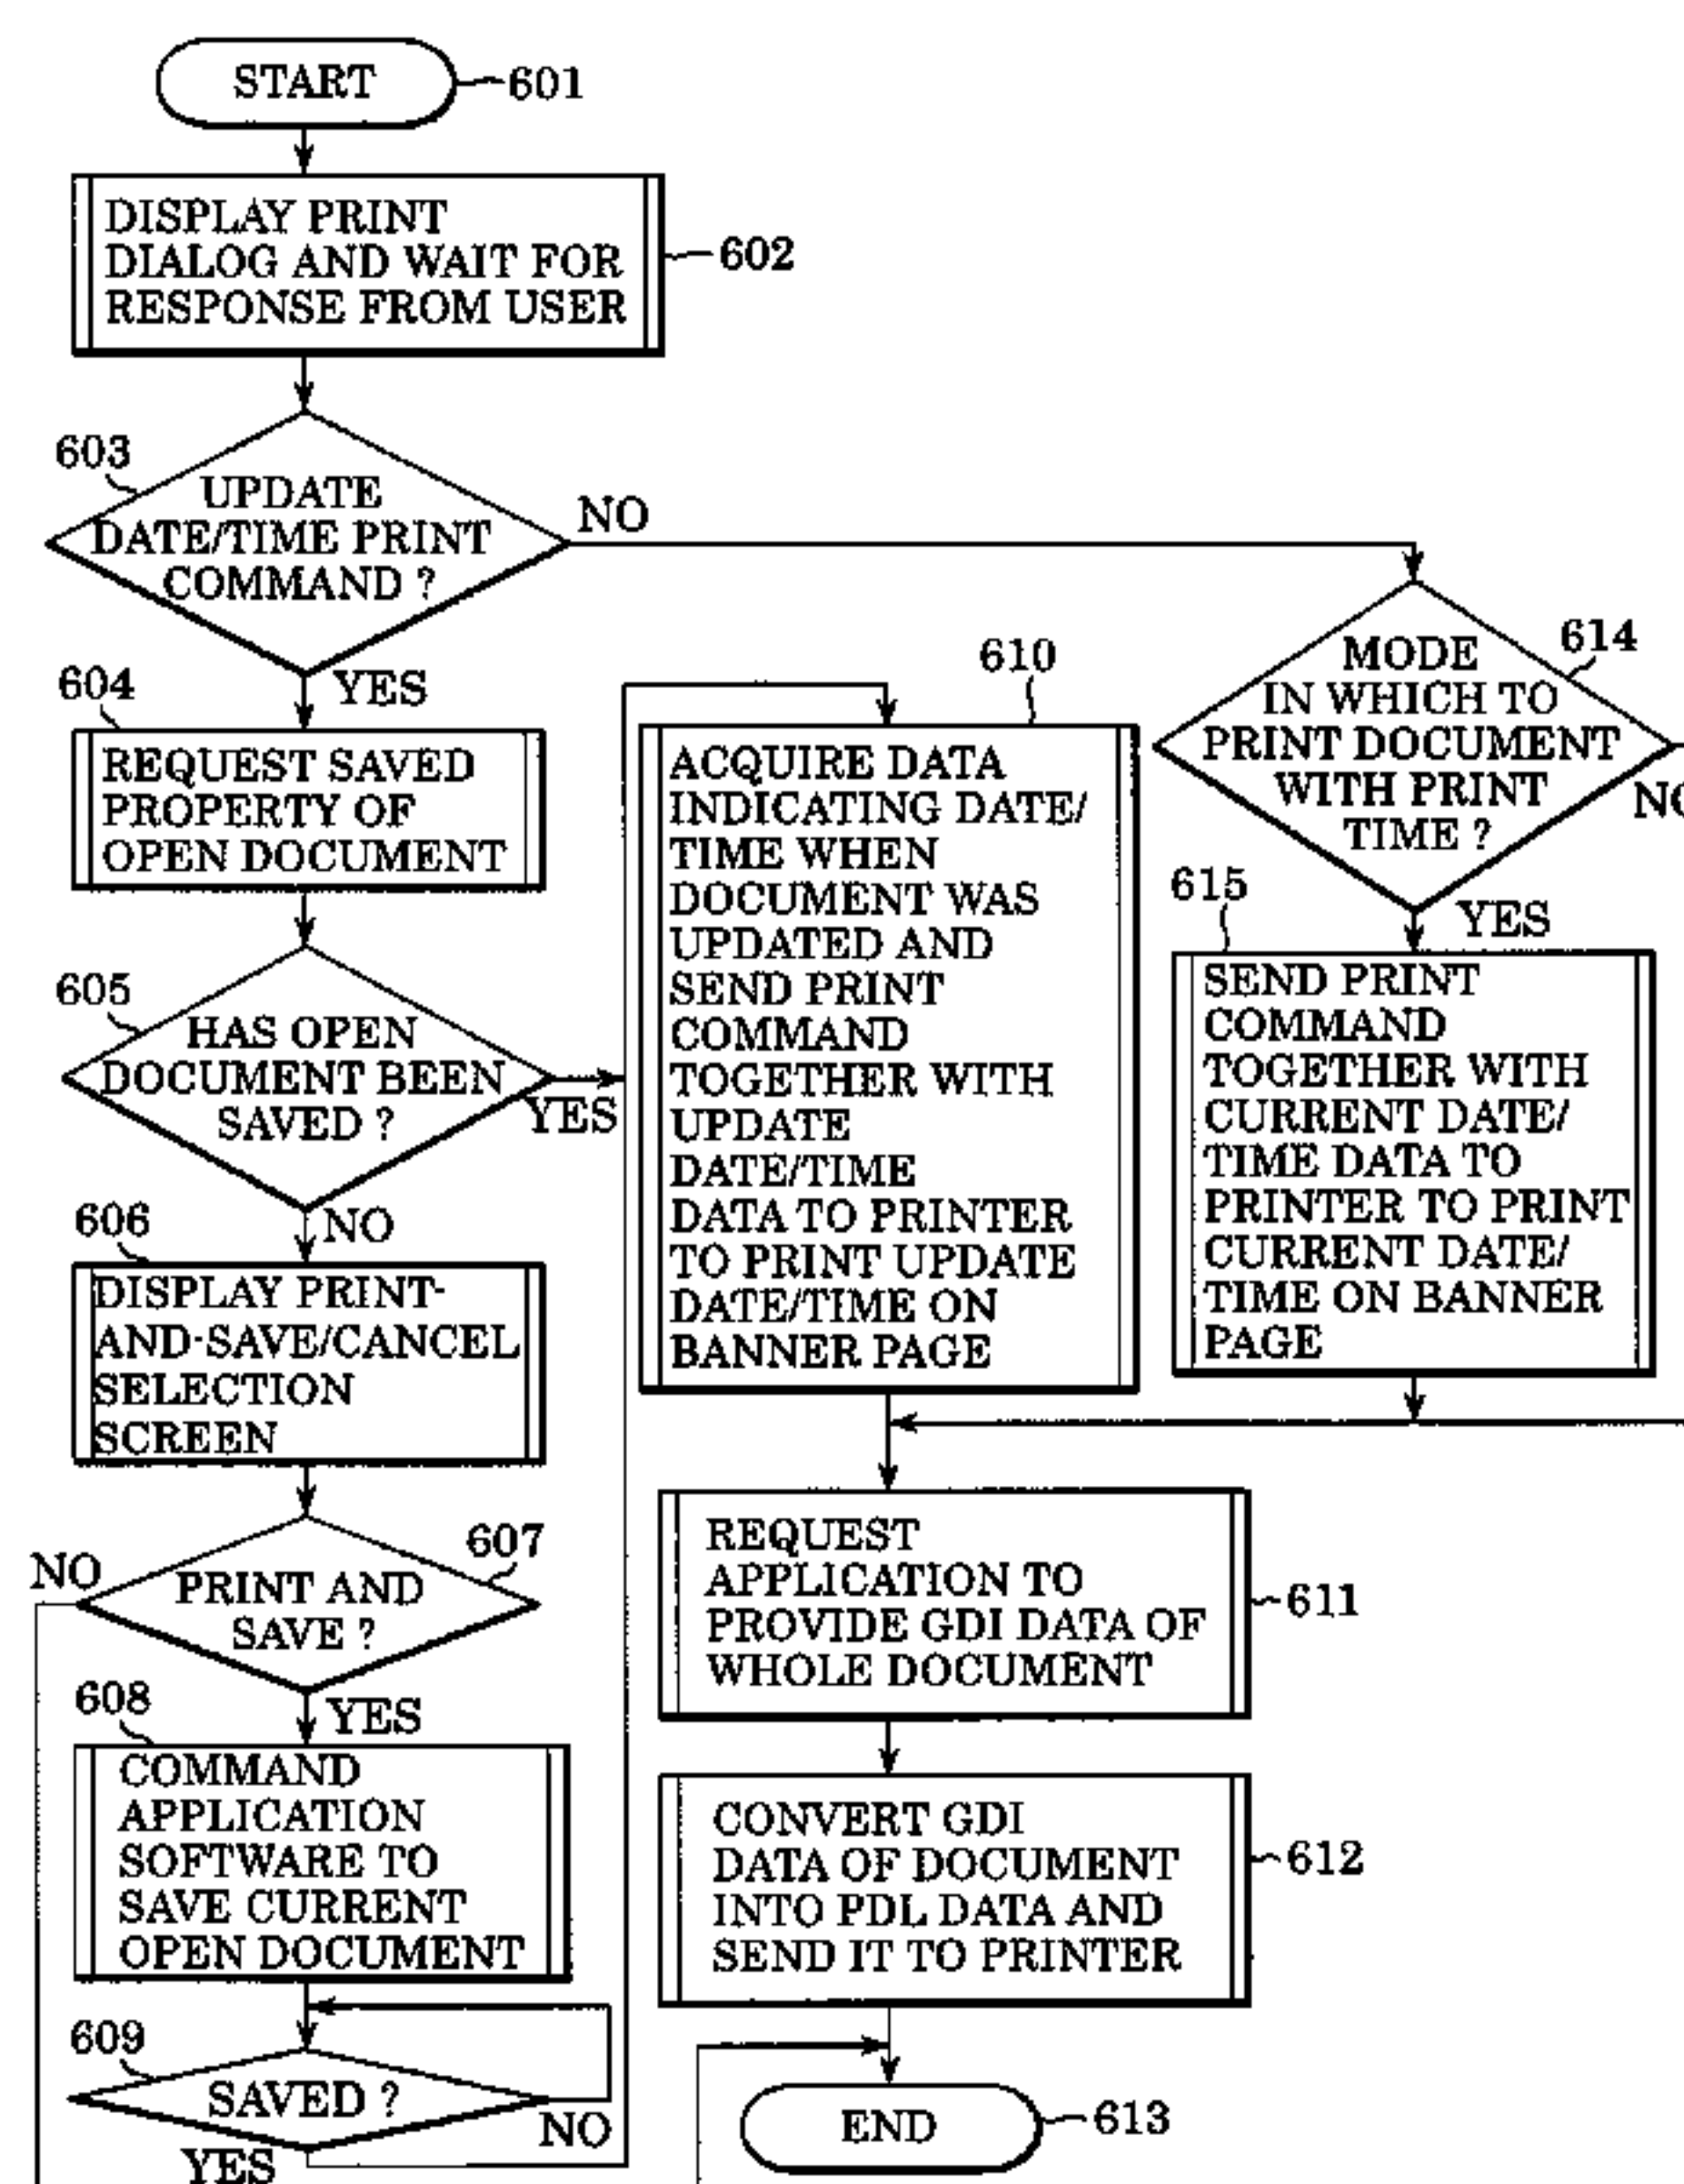 START
601
DISPLAY PRINT
DIALOG AND WAIT FOR
RESPONSE FROM USER
602
603
UPDATE
DATE/TIME PRINT
COMMAND ?
NO
YES
604
REQUEST SAVED
PROPERTY OF
OPEN DOCUMENT
605
HAS OPEN
DOCUMENT BEEN
SAVED ?
YES
NO
606
DISPLAY PRINT-
AND-SAVE/CANCEL
SELECTION
SCREEN
607
NO
PRINT AND
SAVE ?
YES
608
COMMAND
APPLICATION
SOFTWARE TO
SAVE CURRENT
OPEN DOCUMENT
609
SAVED ?
NO
YES
610
ACQUIRE DATA
INDICATING DATE/
TIME WHEN
DOCUMENT WAS
UPDATED AND
SEND PRINT
COMMAND
TOGETHER WITH
UPDATE
DATE/TIME
DATA TO PRINTER
TO PRINT UPDATE
DATE/TIME ON
BANNER PAGE
614
MODE
IN WHICH TO
PRINT DOCUMENT
WITH PRINT
TIME ?
NO
YES
615
SEND PRINT
COMMAND
TOGETHER WITH
CURRENT DATE/
TIME DATA TO
PRINTER TO PRINT
CURRENT DATE/
TIME ON BANNER
PAGE
REQUEST
APPLICATION TO
PROVIDE GDI DATA OF
WHOLE DOCUMENT
611
CONVERT GDI
DATA OF DOCUMENT
INTO PDL DATA AND
SEND IT TO PRINTER
612
END
613